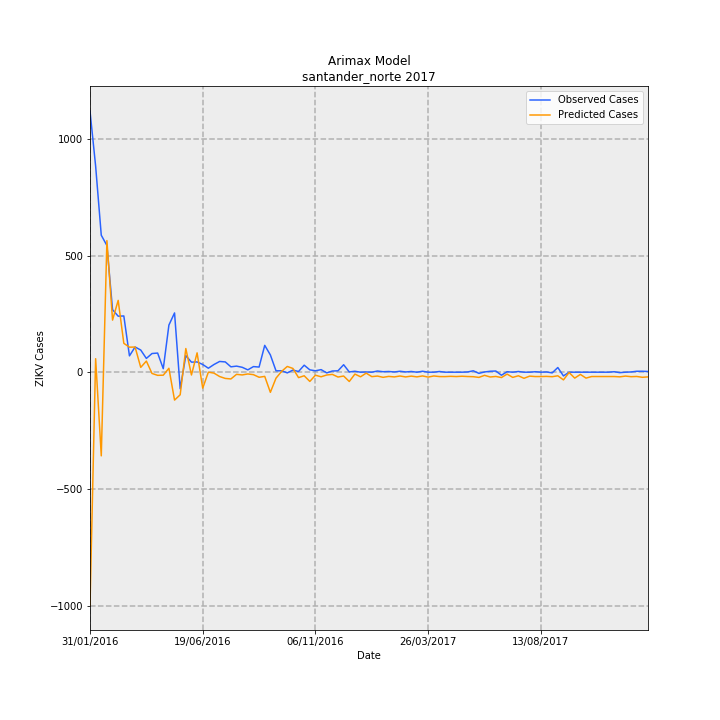 Arimax Model
santander_norte 2017
Observed Cases
Predicted Cases
1000
500
0
−500
−1000
ZIKV Cases
31/01/2016 19/06/2016 06/11/2016 26/03/2017 13/08/2017
Date